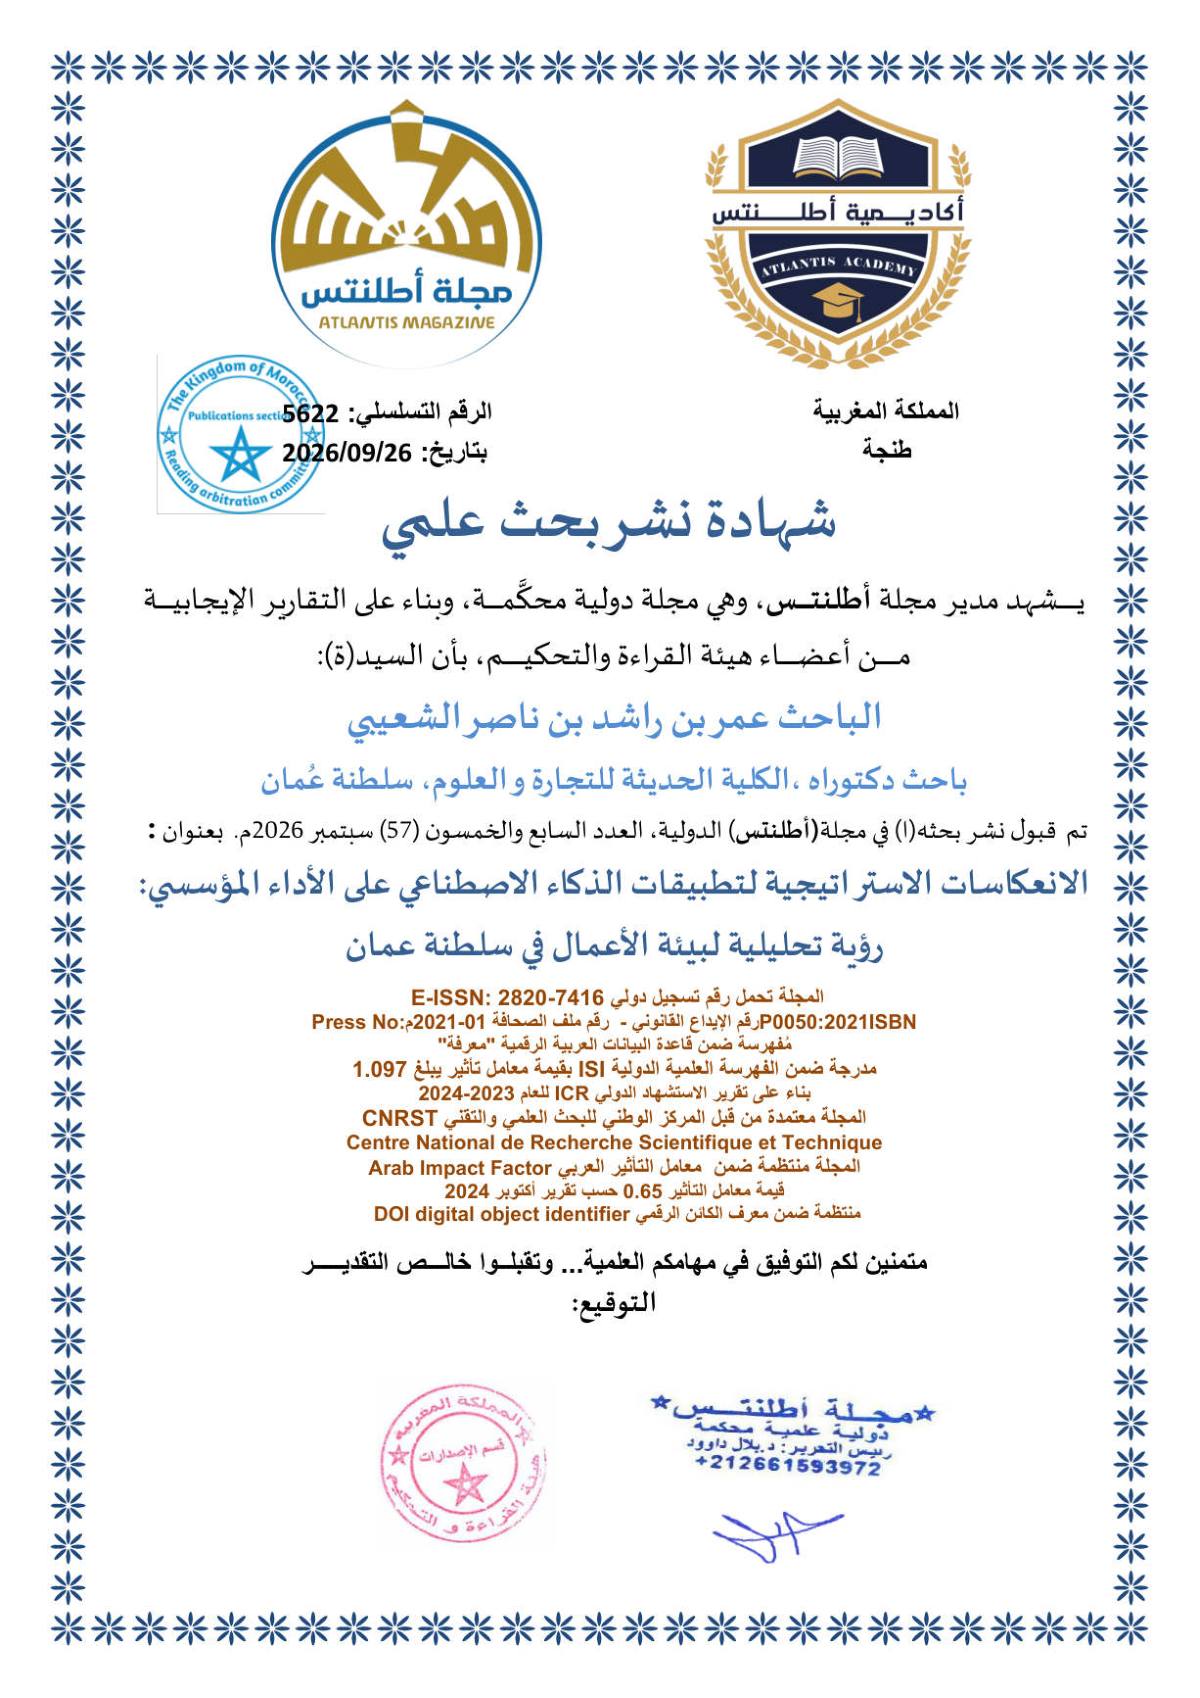 أكاديمية أطلنتس
ATLANTIS ACADEMY
مجلة أطلنتس
ATLANTIS MAGAZINE
المملكة المغربية
طنجة
الرقم التسلسلي: 5622
بتاريخ: 2026/09/26
The Kingdom of Morocco
Publications section
Reading arbitration committee
شهادة نشر بحث علمي
يشهد مدير مجلة أطلنتس، وهي مجلة دولية محكَّمة، وبناء على التقارير الإيجابية
من أعضاء هيئة القراءة والتحكيم، بأن السيد(ة):
الباحث عمر بن راشد بن ناصر الشعيبي
باحث دكتوراه ،الكلية الحديثة للتجارة والعلوم، سلطنة عُمان
تم قبول نشر بحثه(ا) في مجلة(أطلنتس) الدولية، العدد السابع والخمسون (57) سبتمبر 2026م. بعنوان :
الانعكاسات الاستراتيجية لتطبيقات الذكاء الاصطناعي على الأداء المؤسسي:
رؤية تحليلية لبيئة الأعمال في سلطنة عمان
المجلة تحمل رقم تسجيل دولي E-ISSN: 2820-7416
P0050:2021ISBNرقم الإيداع القانوني - رقم ملف الصحافة 01-2021م:Press No
مُفهرسة ضمن قاعدة البيانات العربية الرقمية "معرفة"
مدرجة ضمن الفهرسة العلمية الدولية ISI بقيمة معامل تأثير يبلغ 1.097
بناء على تقرير الاستشهاد الدولي ICR للعام 2023-2024
المجلة معتمدة من قبل المركز الوطني للبحث العلمي والتقني CNRST
Centre National de Recherche Scientifique et Technique
المجلة منتظمة ضمن معامل التأثير العربي Arab Impact Factor
قيمة معامل التأثير 0.65 حسب تقرير أكتوبر 2024
منتظمة ضمن معرف الكائن الرقمي DOI digital object identifier
متمنين لكم التوفيق في مهامكم العلمية... وتقبلوا خالص التقدير
التوقيع:
مجلة أطلنتس
دولية علمية محكمة
رئيس التحرير: د.بلال داوود
+212661593972
المملكة المغربية
قسم الإصدارات
هيئة القراءة و التحكيم